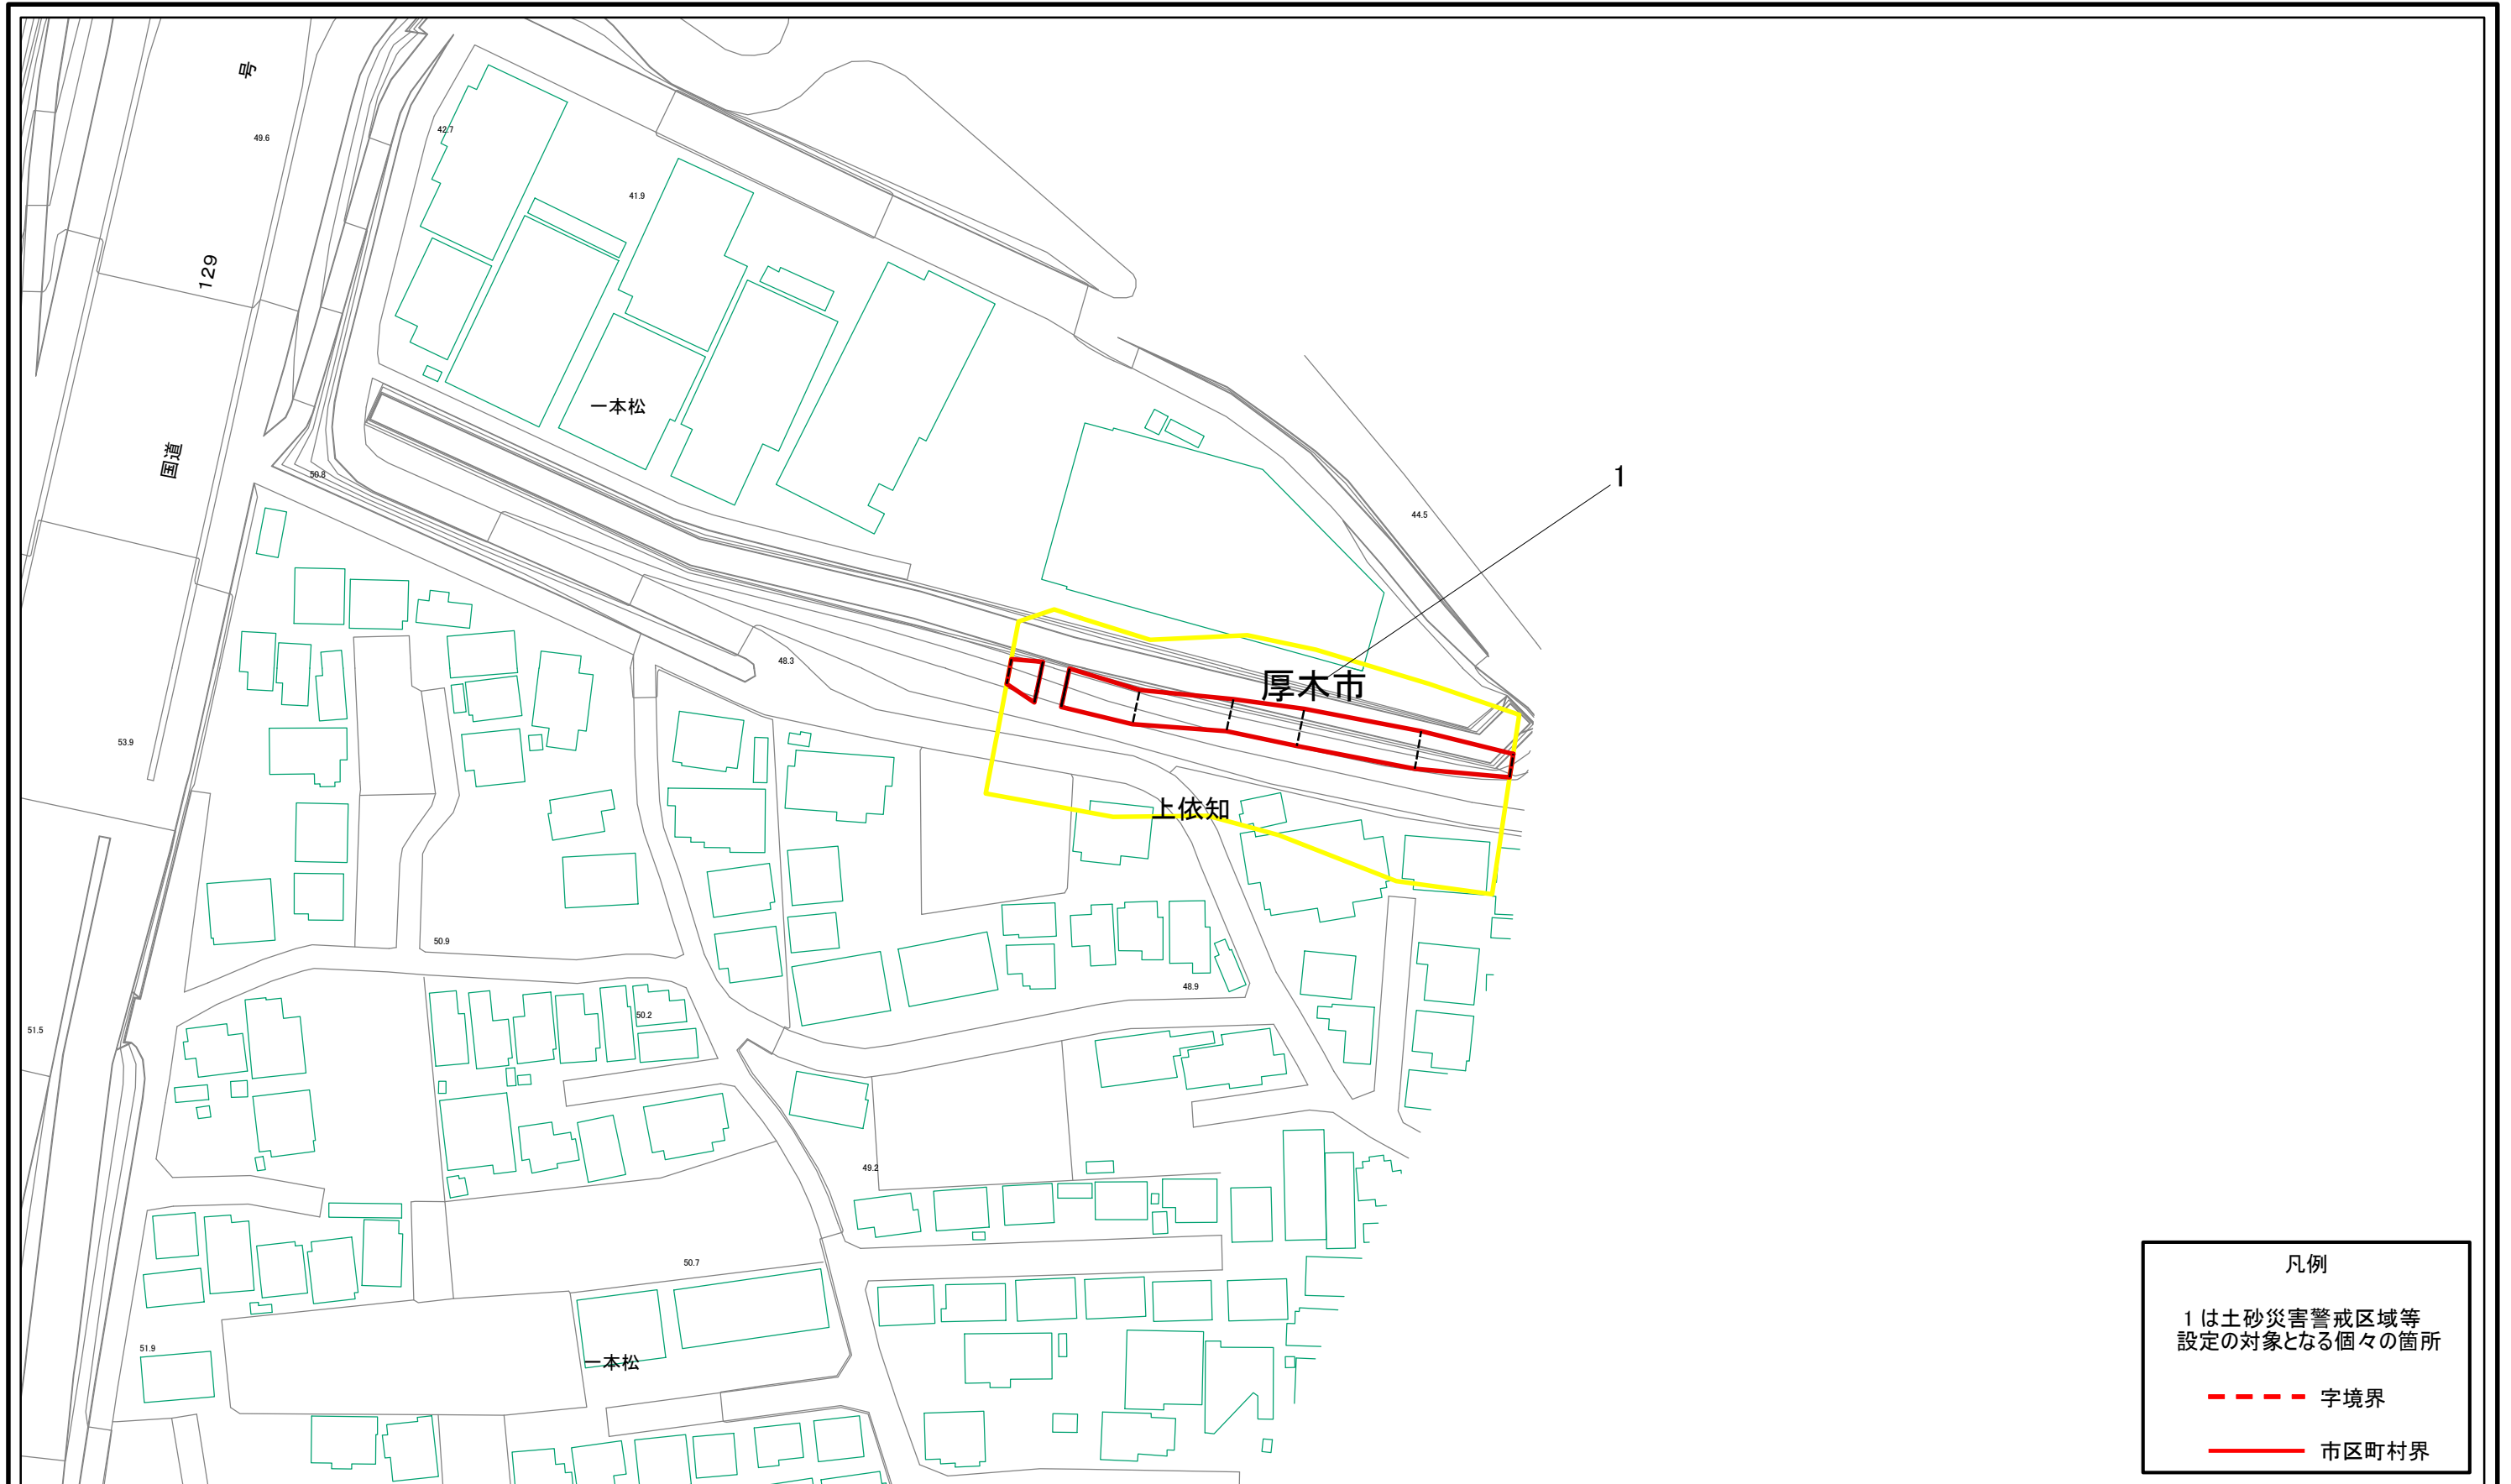 号
49.6
42.7
41.9
129
一本松
国道
50.8
1
44.5
48.3
厚木市
53.9
上依知
50.9
48.9
51.5
50.2
49.2
50.7
51.9
一本松
凡例
1は土砂災害警戒区域等
設定の対象となる個々の箇所
字境界
市区町村界